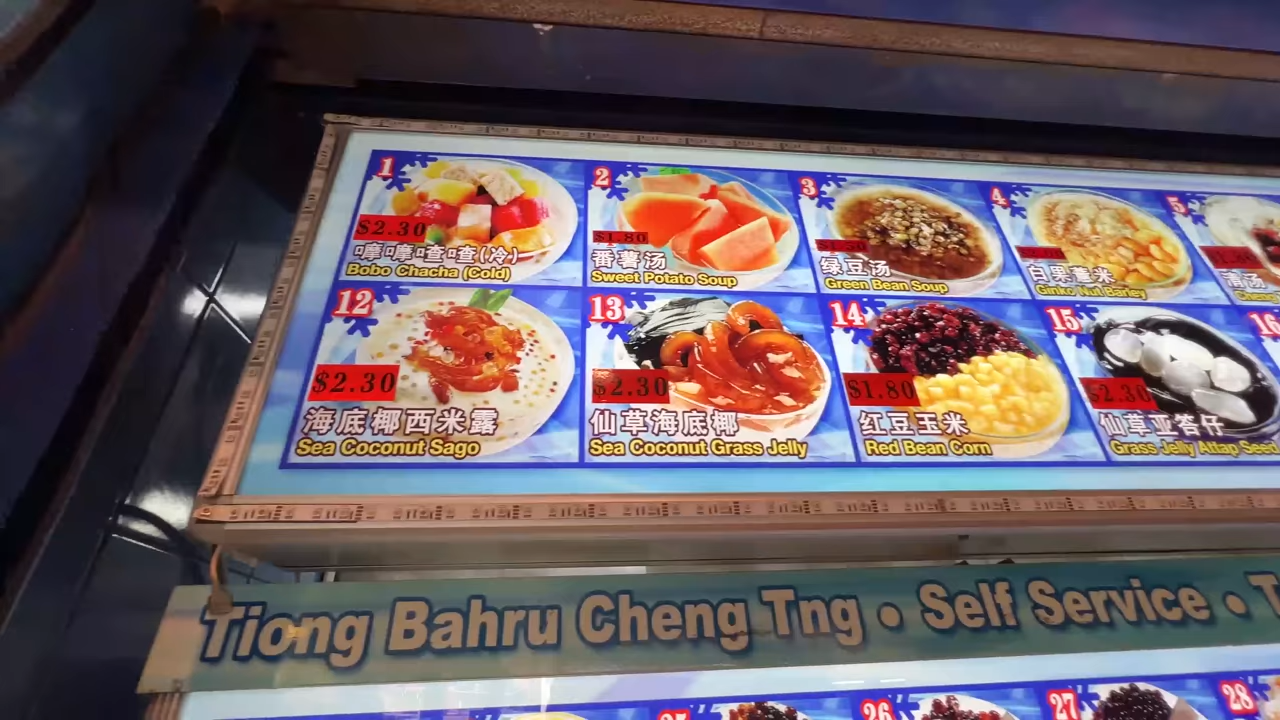 1
$2.30
嚤嚤喳喳(冷)
Bobo Chacha (Cold)
2
$1.80
番薯汤
Sweet Potato Soup
3
绿豆汤
Green Bean Soup
4
白果薏米
Ginko Nut Barley
5
清汤
12
$2.30
海底椰西米露
Sea Coconut Sago
13
$2.30
仙草海底椰
Sea Coconut Grass Jelly
14
$1.80
红豆玉米
Red Bean Corn
15
$2.30
仙草亚答仔
Grass Jelly Attap Seed
16
Tiong Bahru Cheng Tng • Self Service •
26
27
28